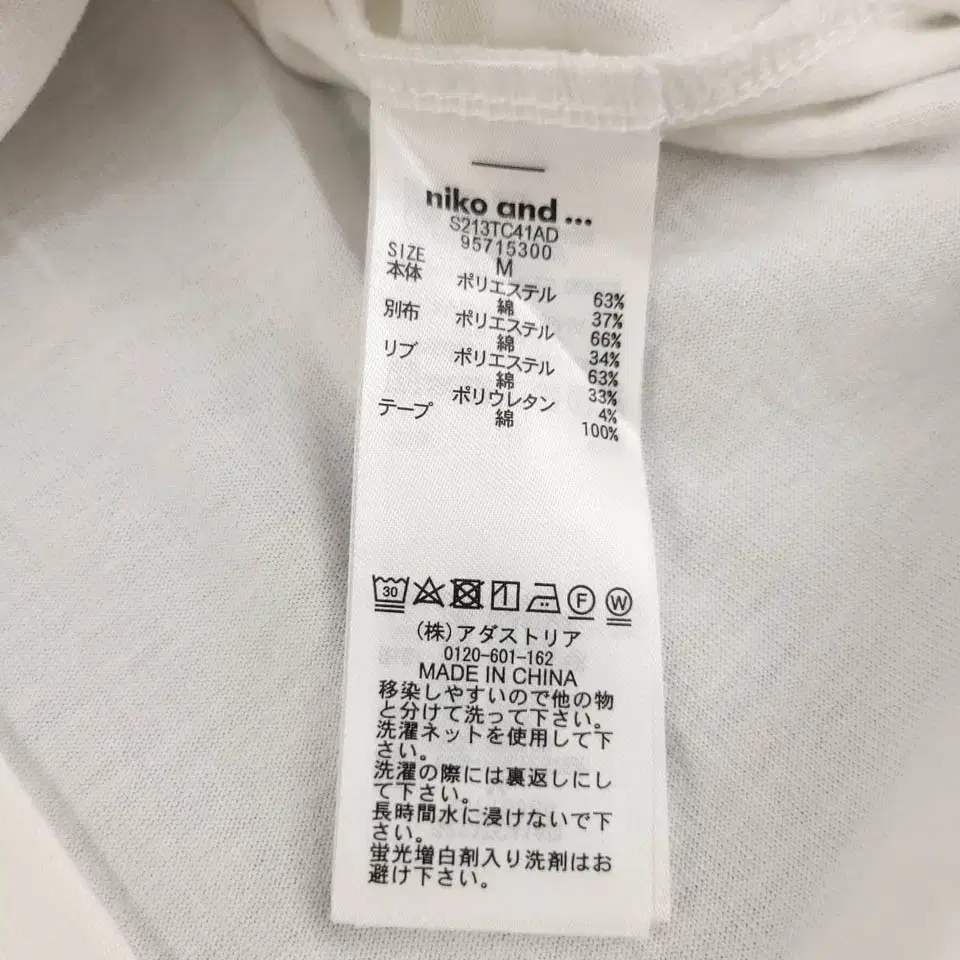 niko and ...
S213TC41AD
95715300
SIZE M
本体 ポリエステル 63%
綿 37%
別布 ポリエステル 66%
綿 34%
リブ ポリエステル 63%
綿 33%
ポリウレタン 4%
テープ 綿 100%
30 F W
(株)アダストリア
0120-601-162
MADE IN CHINA
移染しやすいので他の物
と分けて洗って下さい。
洗濯ネットを使用して下
さい。
洗濯の際には裏返しにし
て下さい。
長時間水に浸けないで下
さい。
蛍光増白剤入り洗剤はお
避け下さい。